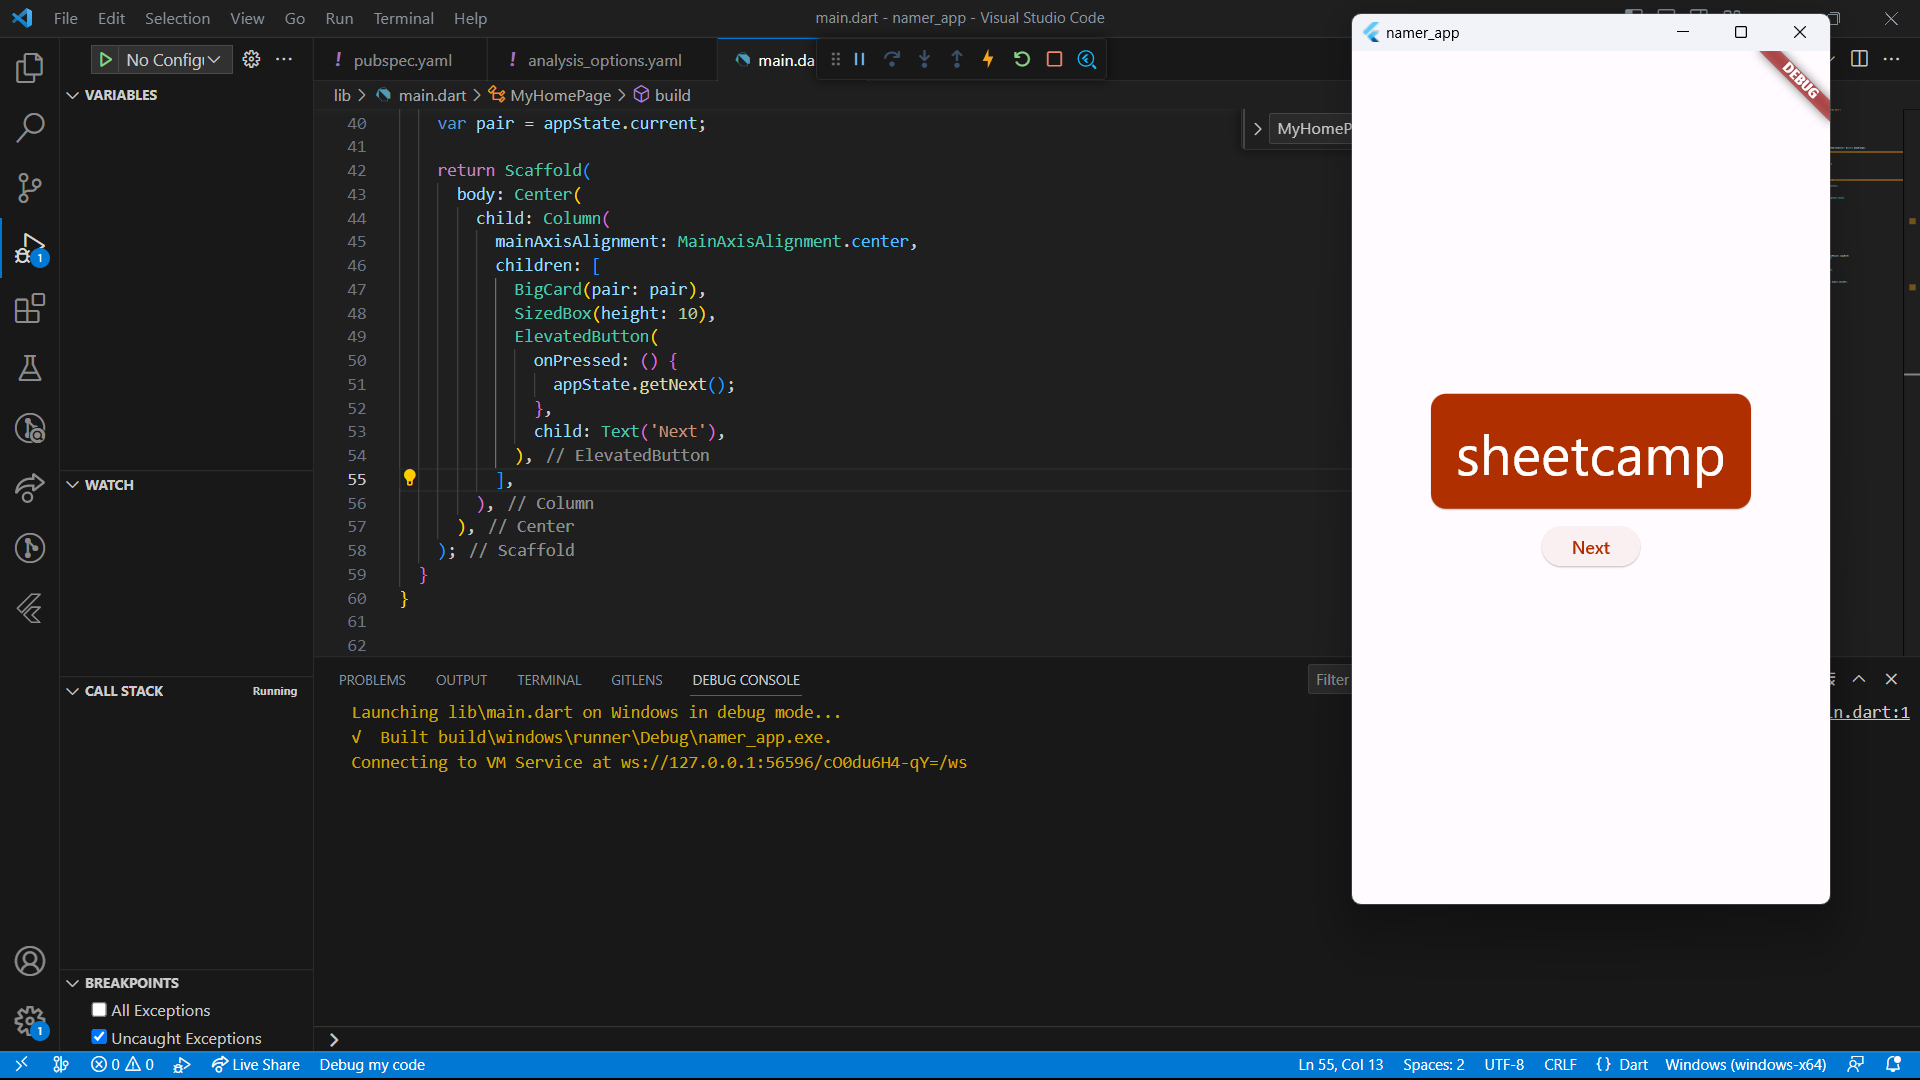 File Edit Selection View Go Run Terminal Help
main.dart - namer_app - Visual Studio Code
No Config
! pubspec.yaml
! analysis_options.yaml
main.da
lib > main.dart > MyHomePage > build
VARIABLES
WATCH
CALL STACK Running
BREAKPOINTS
All Exceptions
Uncaught Exceptions
1
1
MyHomeP
40 var pair = appState.current;
41
42 return Scaffold(
43 body: Center(
44 child: Column(
45 mainAxisAlignment: MainAxisAlignment.center,
46 children: [
47 BigCard(pair: pair),
48 SizedBox(height: 10),
49 ElevatedButton(
50 onPressed: () {
51 appState.getNext();
52 },
53 child: Text('Next'),
54 ), // ElevatedButton
55 ],
56 ), // Column
57 ), // Center
58 ); // Scaffold
59 }
60 }
61
62
PROBLEMS OUTPUT TERMINAL GITLENS DEBUG CONSOLE
Filter
Launching lib\main.dart on Windows in debug mode...
√ Built build\windows\runner\Debug\namer_app.exe.
Connecting to VM Service at ws://127.0.0.1:56596/cO0du6H4-qY=/ws
in.dart:1
namer_app
DEBUG
sheetcamp
Next
0 0 Live Share Debug my code
Ln 55, Col 13 Spaces: 2 UTF-8 CRLF {} Dart Windows (windows-x64)